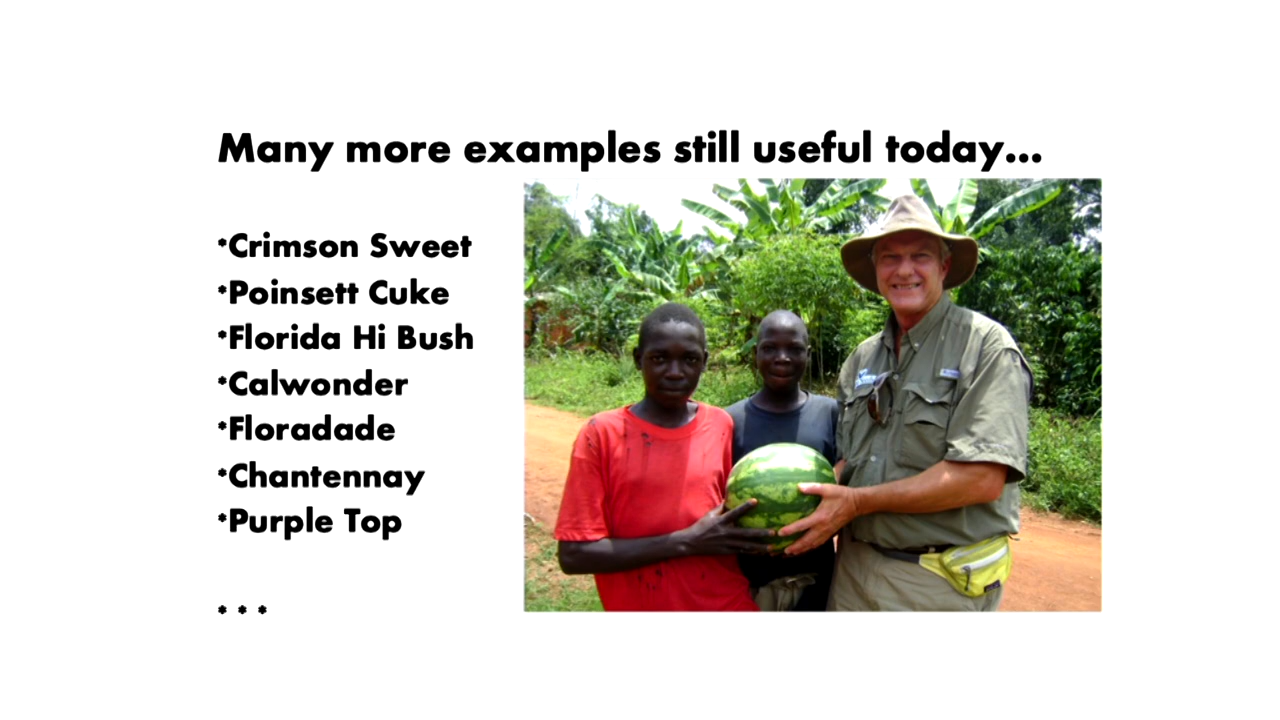 Many more examples still useful today...
*Crimson Sweet
*Poinsett Cuke
*Florida Hi Bush
*Calwonder
*Floradade
*Chantennay
*Purple Top
* * *